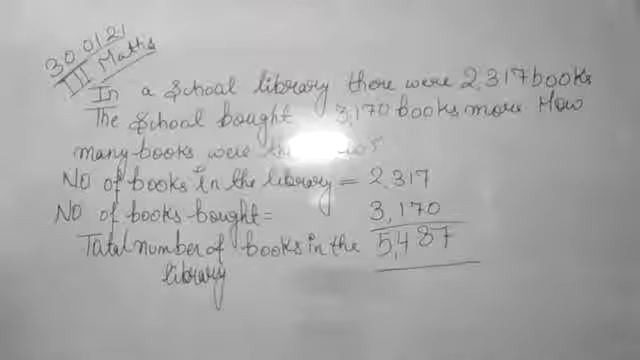 30.01.21
III Maths
In a School library there were 2,317 books
The School bought 3,170 books more How
many books were the
No of books in the library = 2,317
No of books bought = 3,170
Tatal number of books in the 5,487
library